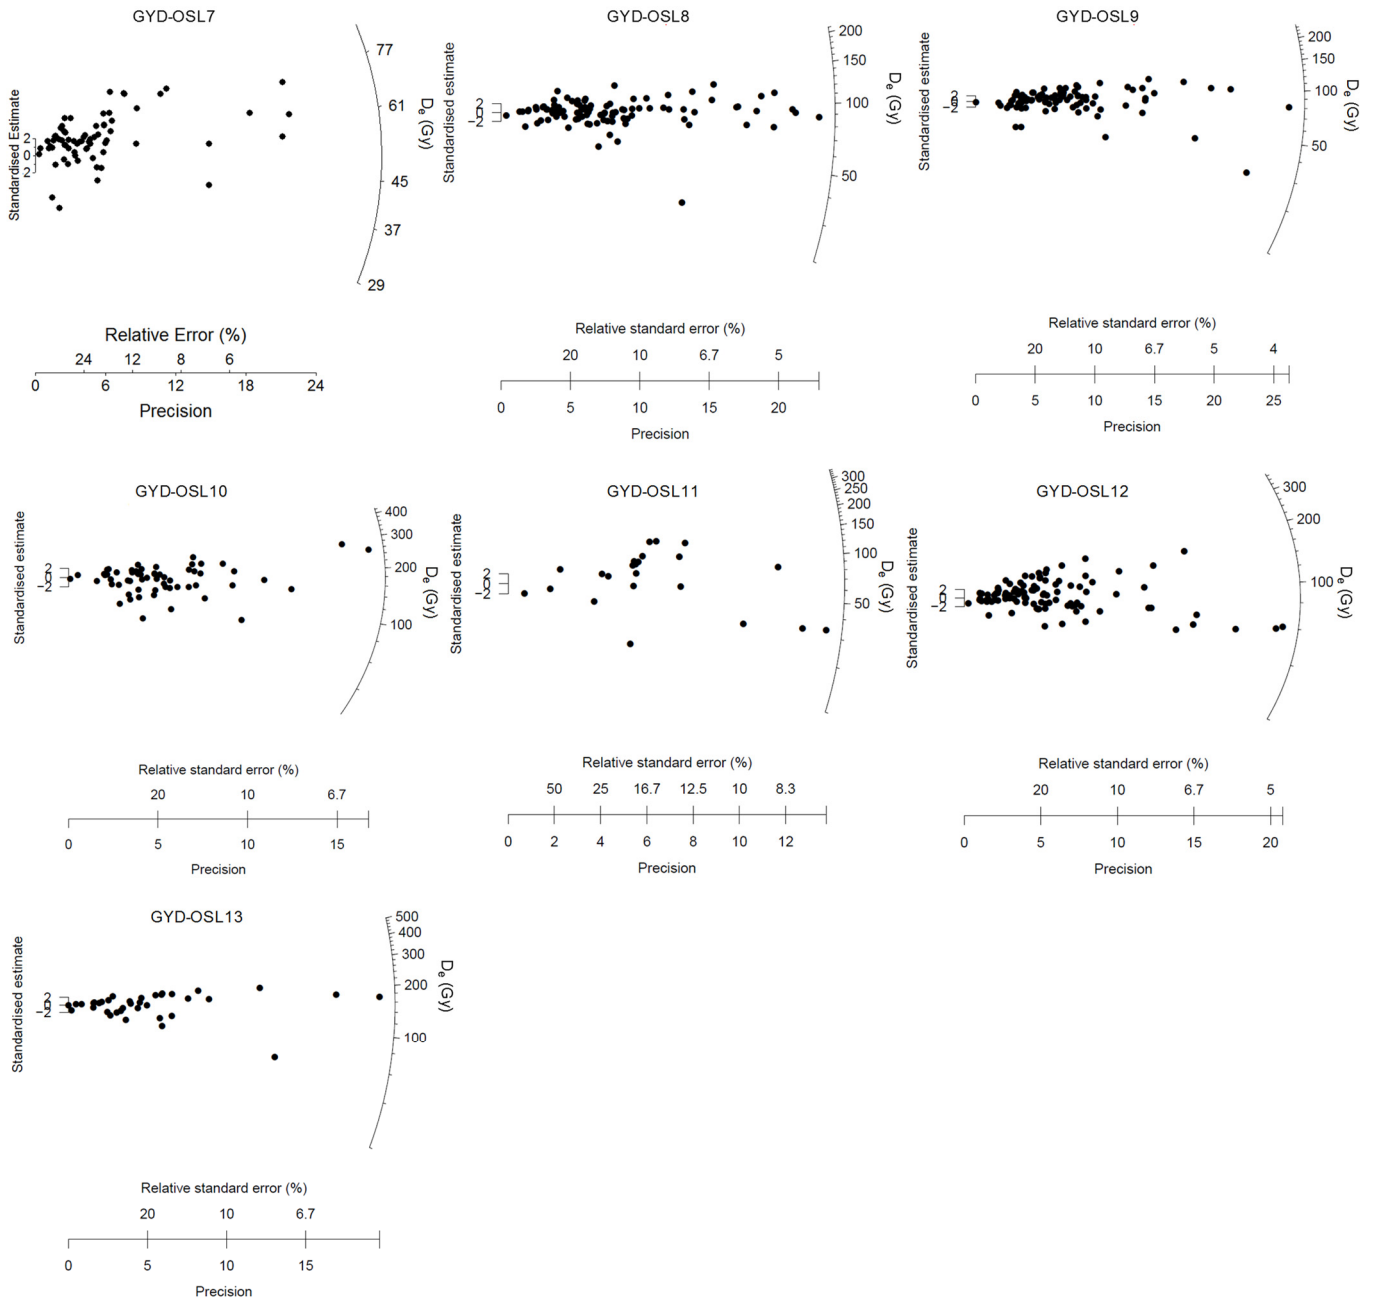 GYD-OSL7
Standardised Estimate
2
0
2
77
61
45
37
29
De (Gy)
Relative Error (%)
24 12 8 6
0 6 12 18 24
Precision
GYD-OSL8
Standardised estimate
2
0
−2
200
150
100
50
De (Gy)
Relative standard error (%)
20 10 6.7 5
0 5 10 15 20
Precision
GYD-OSL9
Standardised estimate
2
0
−2
200
150
100
50
De (Gy)
Relative standard error (%)
20 10 6.7 5 4
0 5 10 15 20 25
Precision
GYD-OSL10
Standardised estimate
2
0
−2
400
300
200
100
De (Gy)
Relative standard error (%)
20 10 6.7
0 5 10 15
Precision
GYD-OSL11
Standardised estimate
2
0
−2
300
250
200
150
100
50
De (Gy)
Relative standard error (%)
50 25 16.7 12.5 10 8.3
0 2 4 6 8 10 12
Precision
GYD-OSL12
Standardised estimate
2
0
−2
300
200
100
De (Gy)
Relative standard error (%)
20 10 6.7 5
0 5 10 15 20
Precision
GYD-OSL13
Standardised estimate
2
0
−2
500
400
300
200
100
De (Gy)
Relative standard error (%)
20 10 6.7
0 5 10 15
Precision